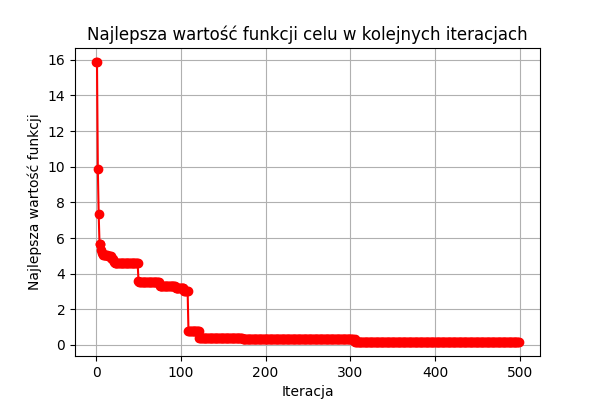 Najlepsza wartość funkcji celu w kolejnych iteracjach
Najlepsza wartość funkcji
16
14
12
10
8
6
4
2
0
0 100 200 300 400 500
Iteracja